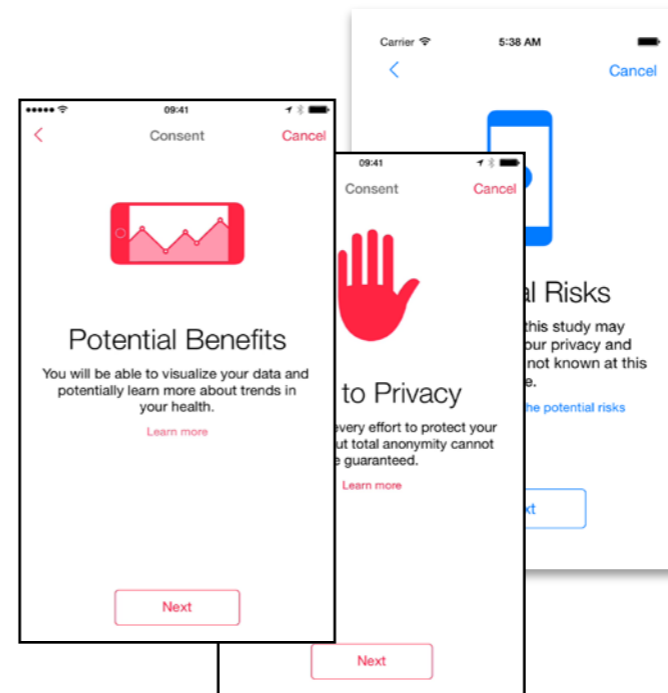 09:41
Consent
Cancel
Potential Benefits
You will be able to visualize your data and
potentially learn more about trends in
your health.
Learn more
Next
09:41
Consent
Cancel
to Privacy
every effort to protect your
total anonymity cannot
guaranteed.
Learn more
Next
Carrier
5:38 AM
Cancel
Risks
this study may
your privacy and
not known at this
the potential risks